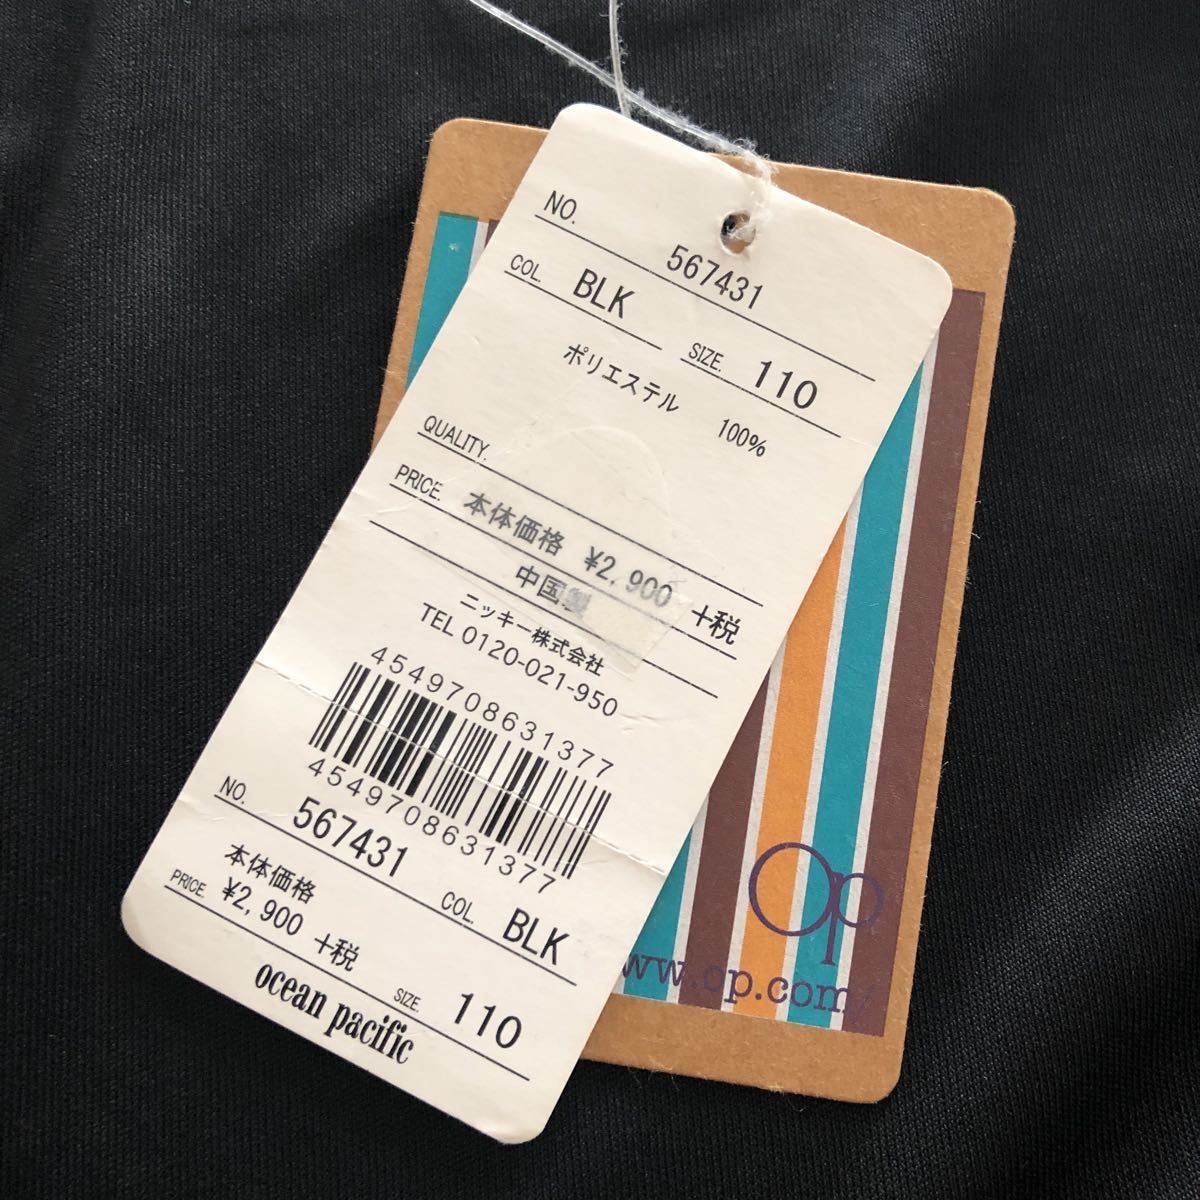 NO. 567431
COL. BLK SIZE. 110
ポリエステル 100%
QUALITY.
PRICE. 本体価格 ¥2,900 +税
中国製
ニッキー株式会社
TEL 0120-021-950
4549708631377
4549708631377
NO. 567431 COL. BLK
本体価格
PRICE. ¥2,900 +税 SIZE. 110
ocean pacific
op
www.op.com/